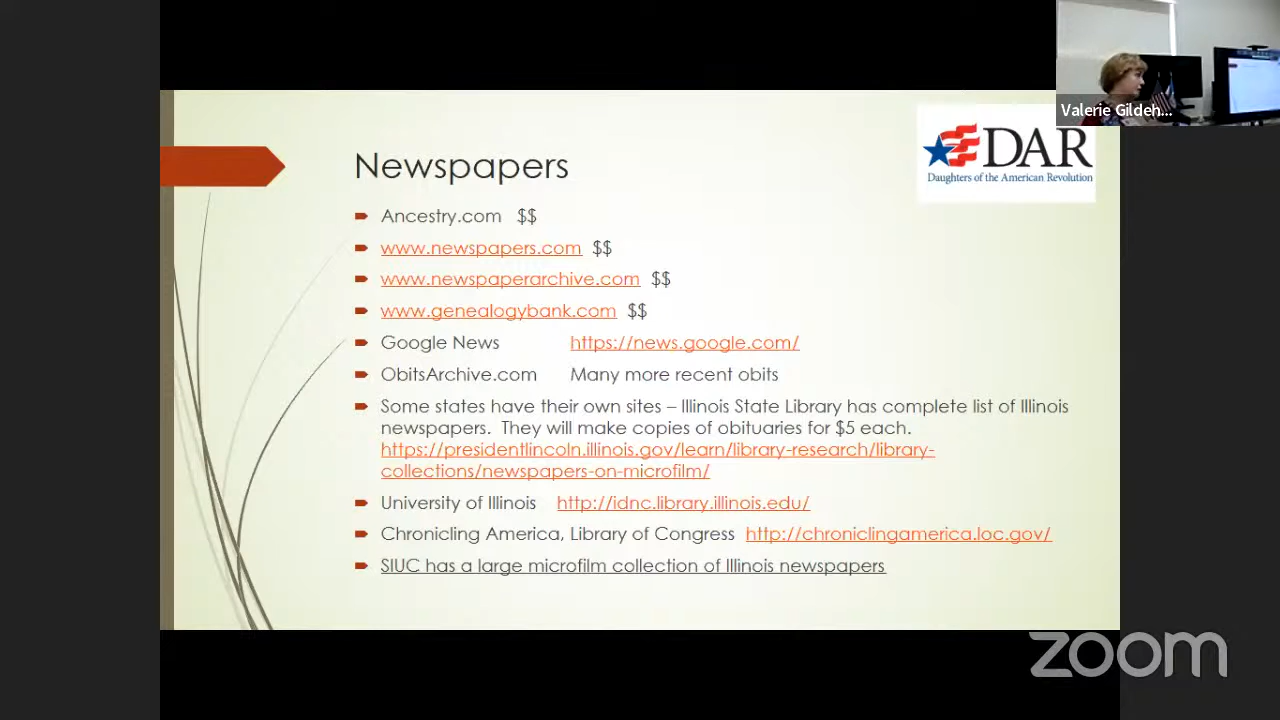 Valerie Gildeh...
DAR
Daughters of the American Revolution
Newspapers
Ancestry.com $$
www.newspapers.com $$
www.newspaperarchive.com $$
www.genealogybank.com $$
Google News https://news.google.com/
ObitsArchive.com Many more recent obits
Some states have their own sites – Illinois State Library has complete list of Illinois
newspapers. They will make copies of obituaries for $5 each.
https://presidentlincoln.illinois.gov/learn/library-research/library-
collections/newspapers-on-microfilm/
University of Illinois http://idnc.library.illinois.edu/
Chronicling America, Library of Congress http://chroniclingamerica.loc.gov/
SIUC has a large microfilm collection of Illinois newspapers
zoom